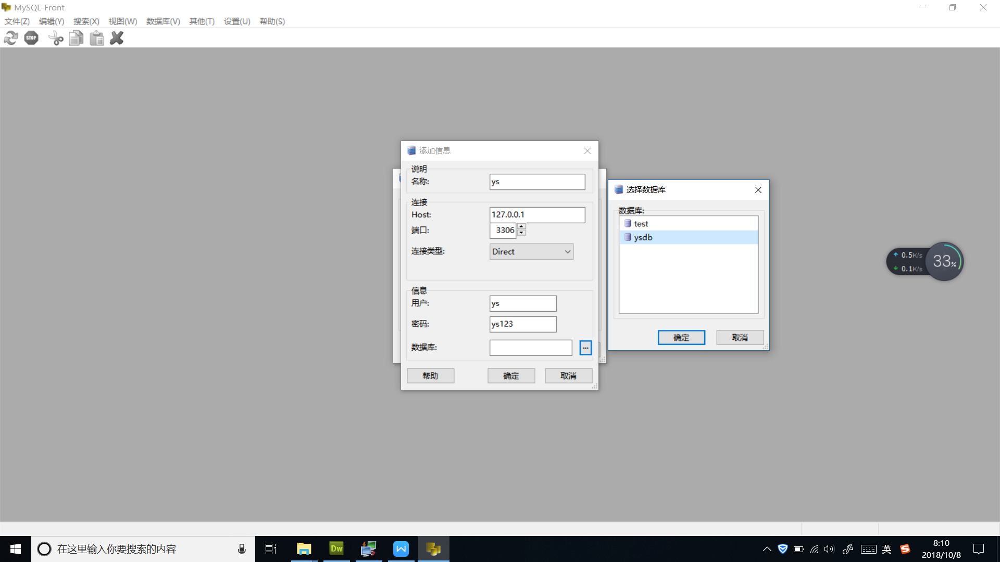 MySQL-Front
文件(Z) 编辑(Y) 搜索(X) 视图(W) 数据库(V) 其他(T) 设置(U) 帮助(S)
STOP
添加信息
说明
名称: ys
连接
Host: 127.0.0.1
端口: 3306
连接类型: Direct
信息
用户: ys
密码: ys123
数据库: ...
帮助 确定 取消
选择数据库
数据库:
test
ysdb
确定 取消
0.5K/s
0.1K/s
33%
在这里输入你要搜索的内容
Dw
W
英
S
8:10
2018/10/8